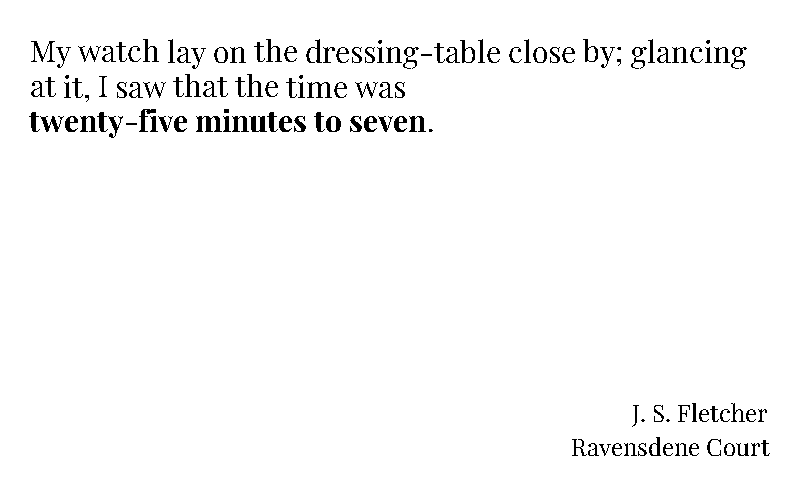 My watch lay on the dressing-table close by; glancing
at it, I saw that the time was
twenty-five minutes to seven.
J. S. Fletcher
Ravensdene Court